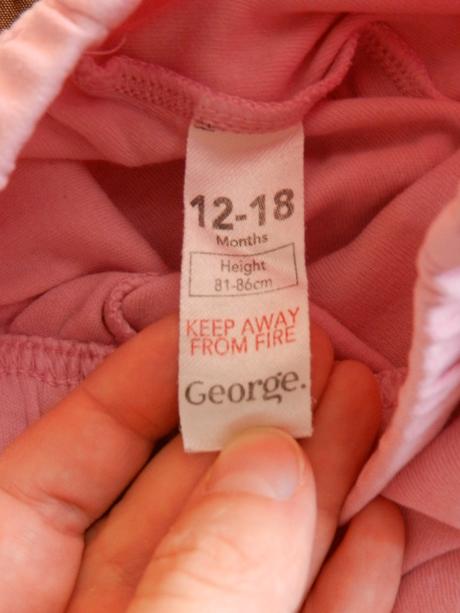 12-18
Months
Height
81-86cm
KEEP AWAY
FROM FIRE
George.